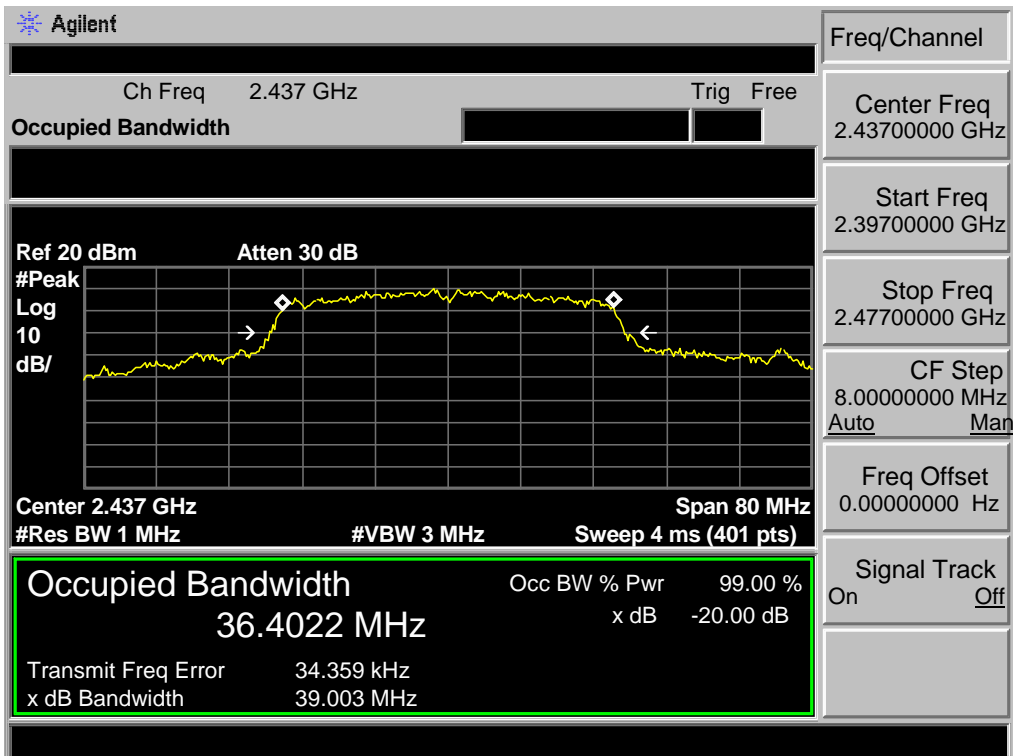 Agilent
Freq/Channel
Ch Freq 2.437 GHz Trig Free
Occupied Bandwidth
Center Freq
2.43700000 GHz
Start Freq
2.39700000 GHz
Ref 20 dBm Atten 30 dB
#Peak
Log
10
dB/
Stop Freq
2.47700000 GHz
CF Step
8.00000000 MHz
Auto Man
Center 2.437 GHz Span 80 MHz
#Res BW 1 MHz #VBW 3 MHz Sweep 4 ms (401 pts)
Freq Offset
0.00000000 Hz
Occupied Bandwidth Occ BW % Pwr 99.00 %
36.4022 MHz x dB -20.00 dB
Transmit Freq Error 34.359 kHz
x dB Bandwidth 39.003 MHz
Signal Track
On Off